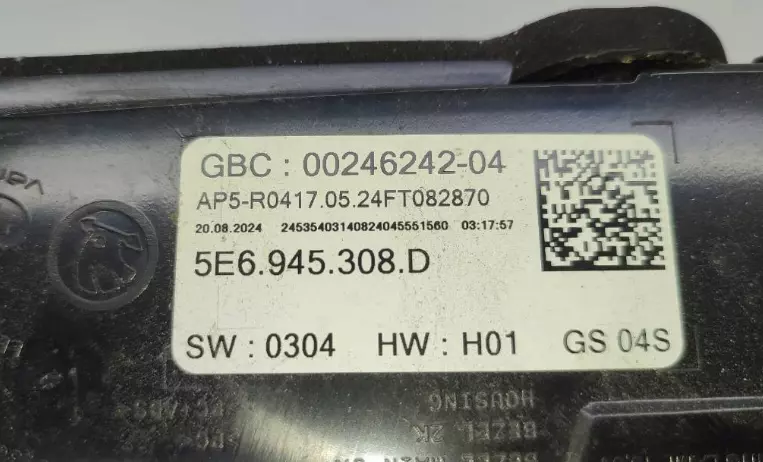 GBC : 00246242-04
AP5-R0417.05.24FT082870
20.08.2024 24535403140824045551560 03:17:57
5E6.945.308.D
SW : 0304 HW : H01 GS 04S
HOUSING
BEZEL 2K